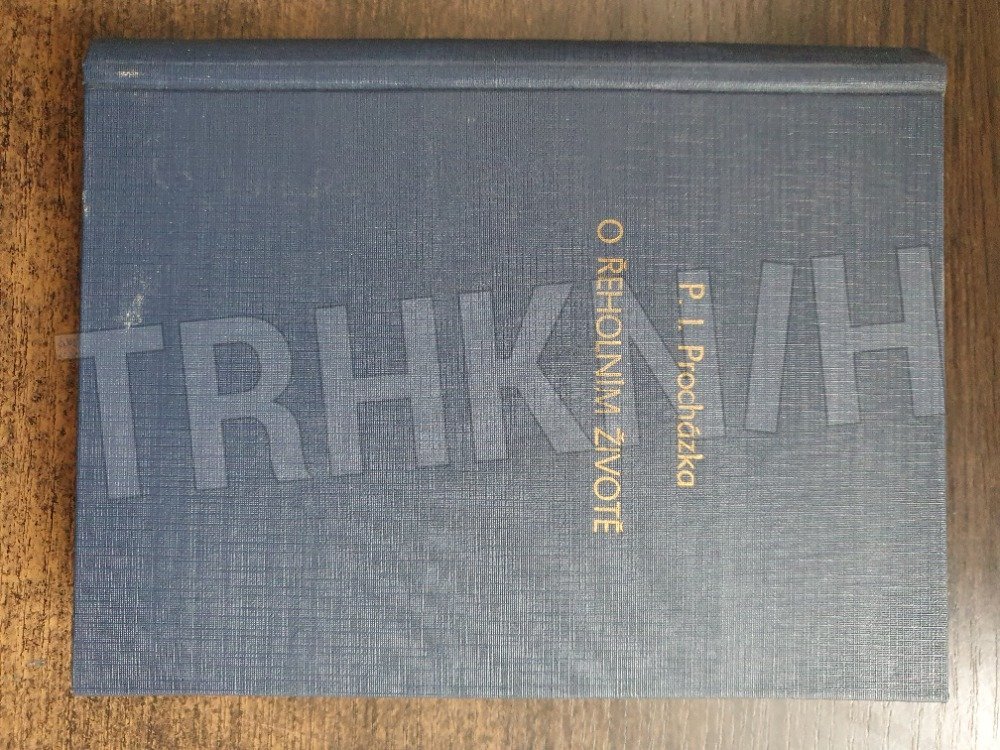 P. I. Procházka
O ŘEHOLNÍM ŽIVOTĚ
TRHKNIH